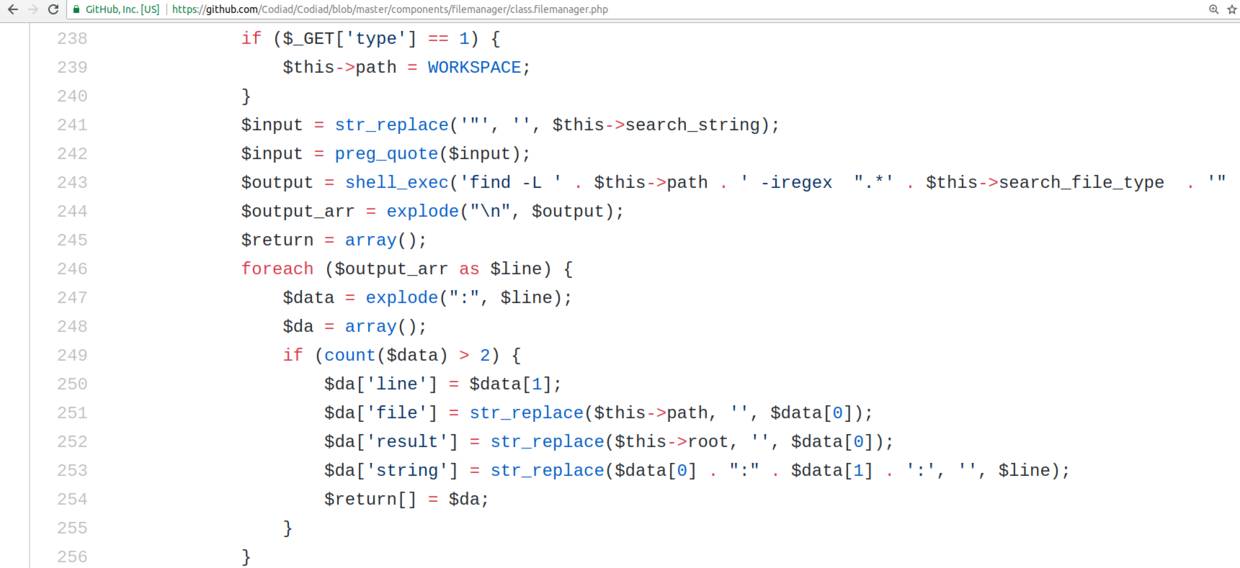 GitHub, Inc. [US] | https://github.com/Codiad/Codiad/blob/master/components/filemanager/class.filemanager.php
238 if ($_GET['type'] == 1) {
239 $this->path = WORKSPACE;
240 }
241 $input = str_replace('"', '', $this->search_string);
242 $input = preg_quote($input);
243 $output = shell_exec('find -L ' . $this->path . ' -iregex  ".*' . $this->search_file_type  . '"
244 $output_arr = explode("\n", $output);
245 $return = array();
246 foreach ($output_arr as $line) {
247 $data = explode(":", $line);
248 $da = array();
249 if (count($data) > 2) {
250 $da['line'] = $data[1];
251 $da['file'] = str_replace($this->path, '', $data[0]);
252 $da['result'] = str_replace($this->root, '', $data[0]);
253 $da['string'] = str_replace($data[0] . ":" . $data[1] . ':', '', $line);
254 $return[] = $da;
255 }
256 }